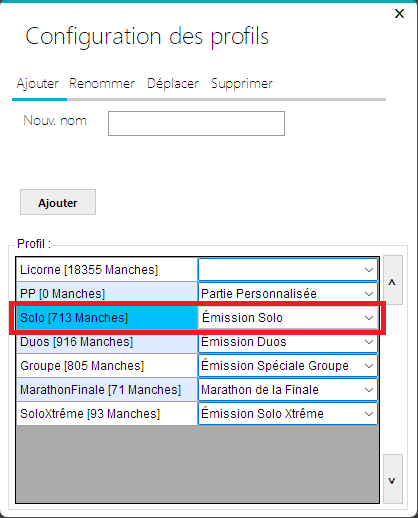 Configuration des profils
Ajouter Renommer Déplacer Supprimer
Nouv. nom
Ajouter
Profil :
Licorne [18355 Manches]
PP [0 Manches] Partie Personnalisée
Solo [713 Manches] Émission Solo
Duos [916 Manches] Émission Duos
Groupe [805 Manches] Émission Spéciale Groupe
MarathonFinale [71 Manches] Marathon de la Finale
SoloXtrême [93 Manches] Émission Solo Xtrême